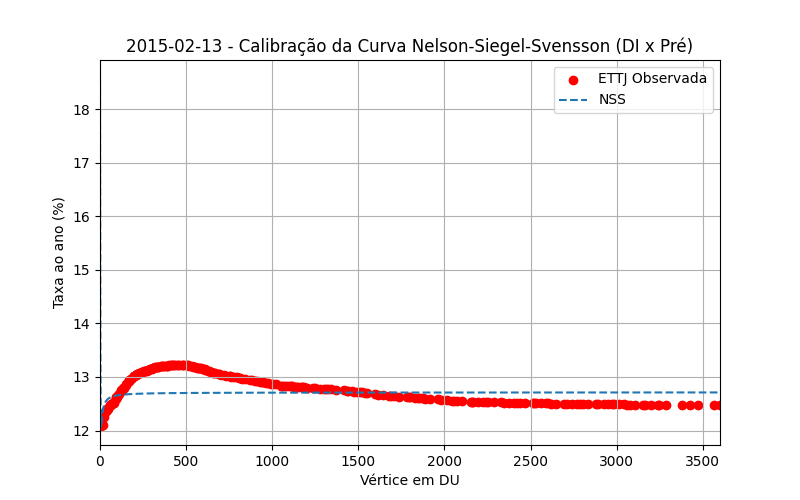 2015-02-13 - Calibração da Curva Nelson-Siegel-Svensson (DI x Pré)
ETTJ Observada
NSS
Taxa ao ano (%)
18
17
16
15
14
13
12
0 500 1000 1500 2000 2500 3000 3500
Vértice em DU